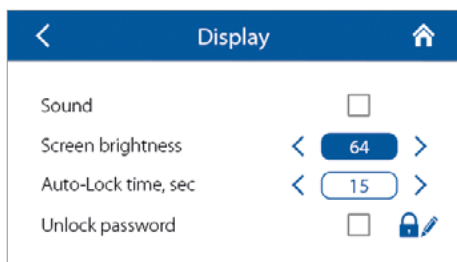 Display
Sound
Screen brightness 64
Auto-Lock time, sec 15
Unlock password